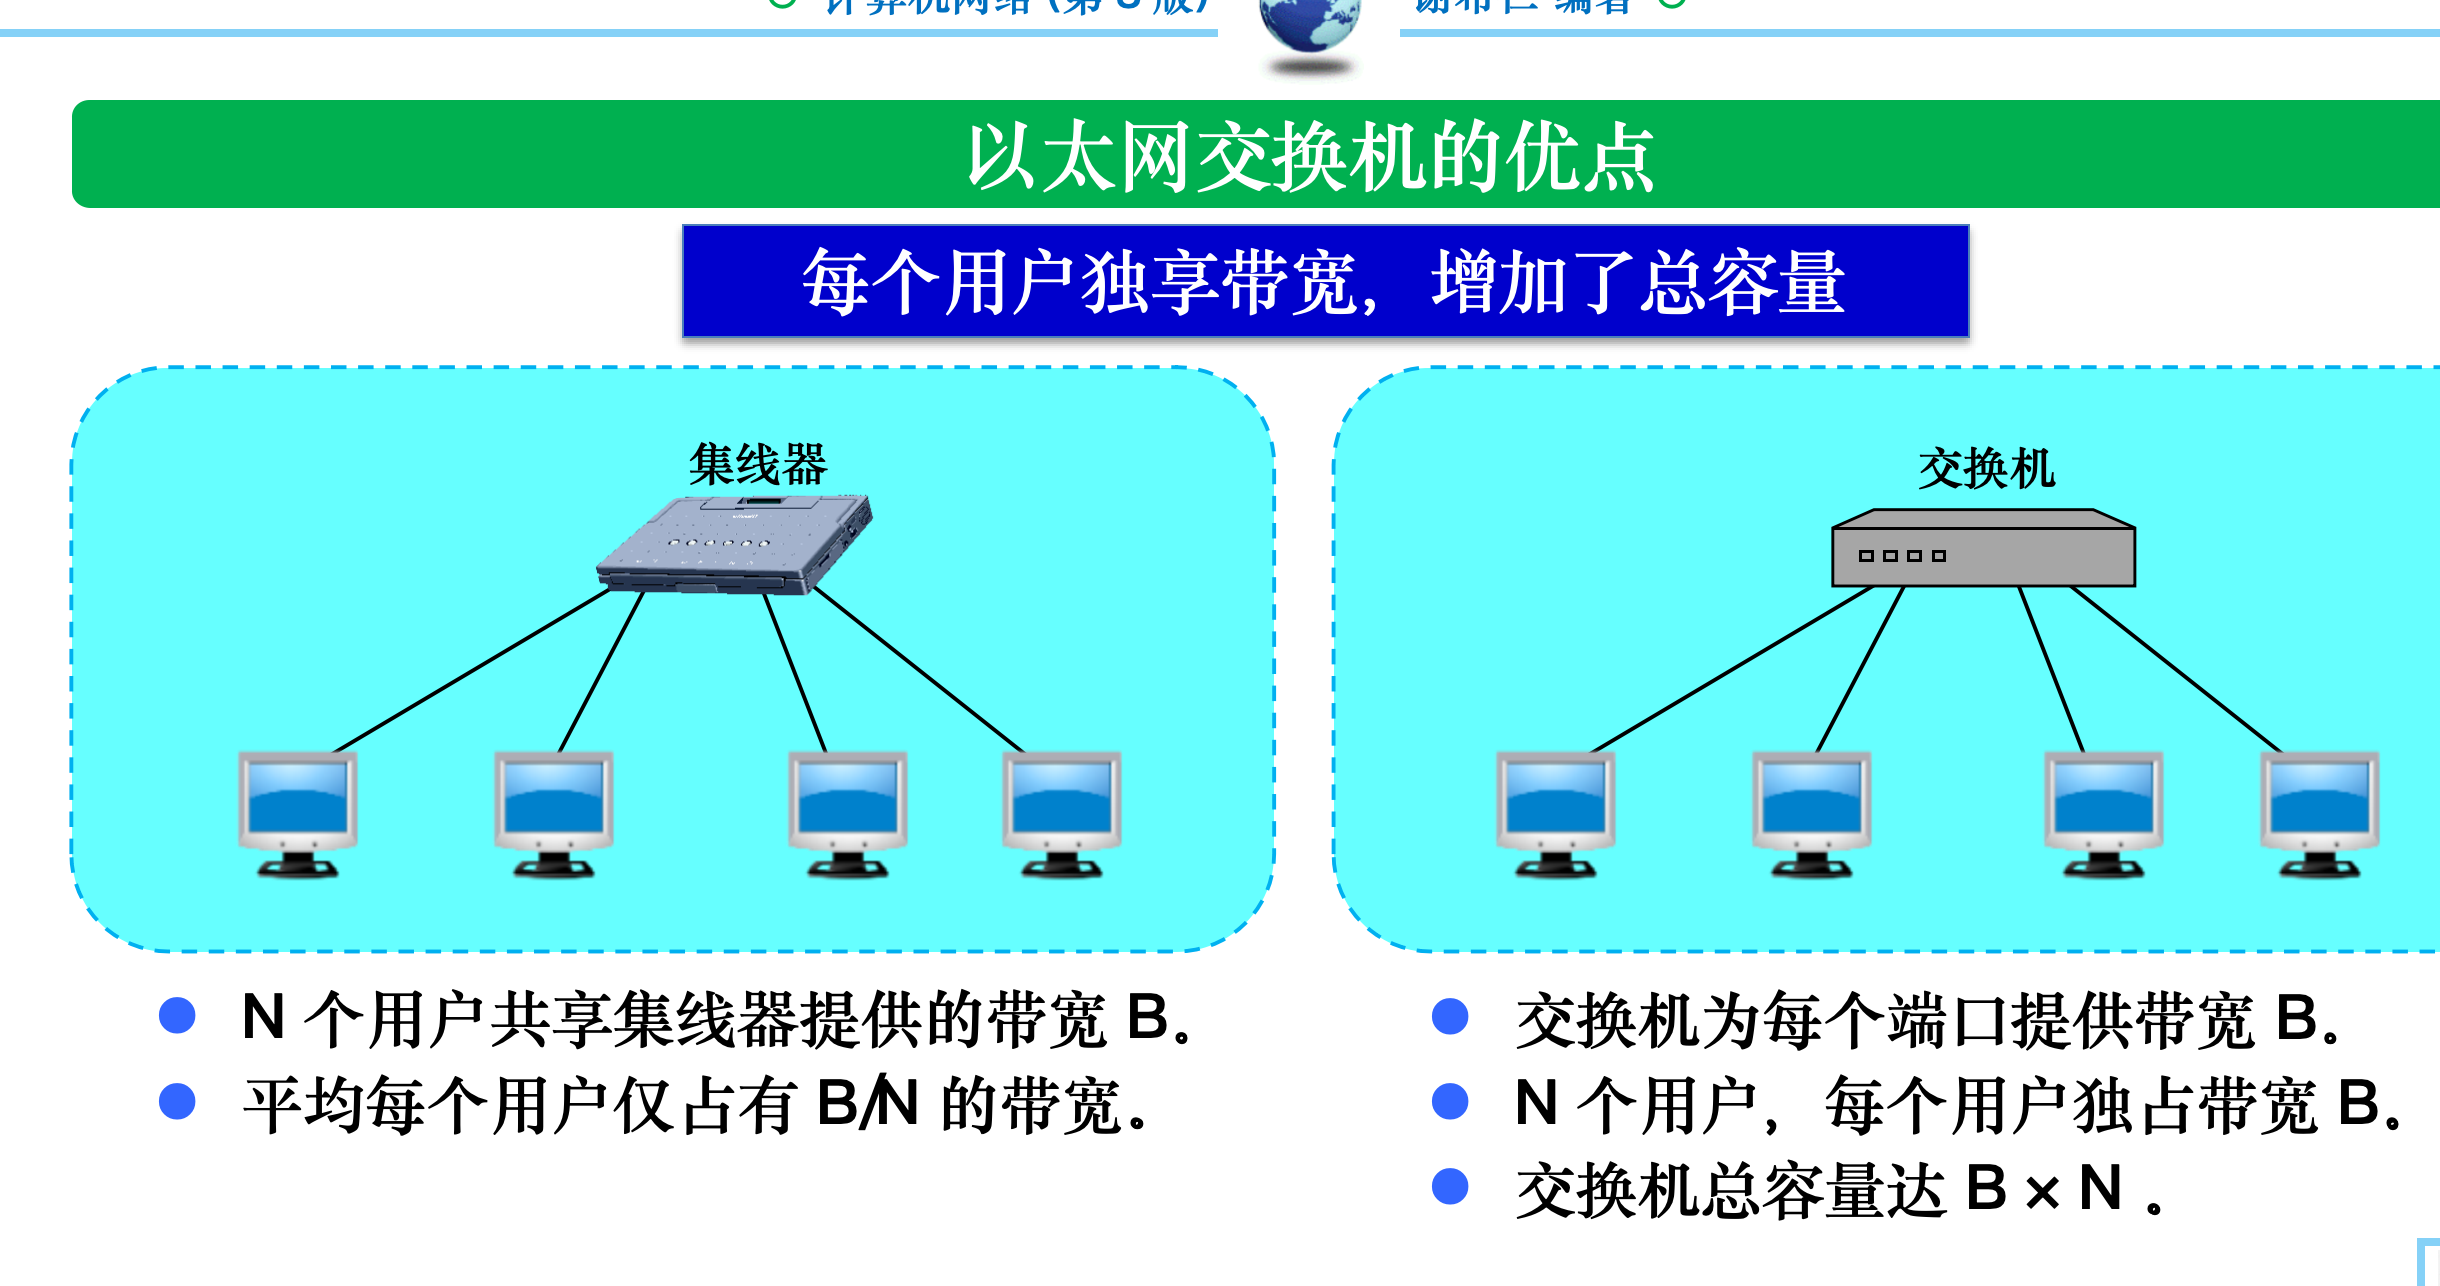 计算机网络 (第 8 版)
谢希仁 编著
以太网交换机的优点
每个用户独享带宽，增加了总容量
集线器
交换机
N 个用户共享集线器提供的带宽 B。
平均每个用户仅占有 B/N 的带宽。
交换机为每个端口提供带宽 B。
N 个用户，每个用户独占带宽 B。
交换机总容量达 B × N 。